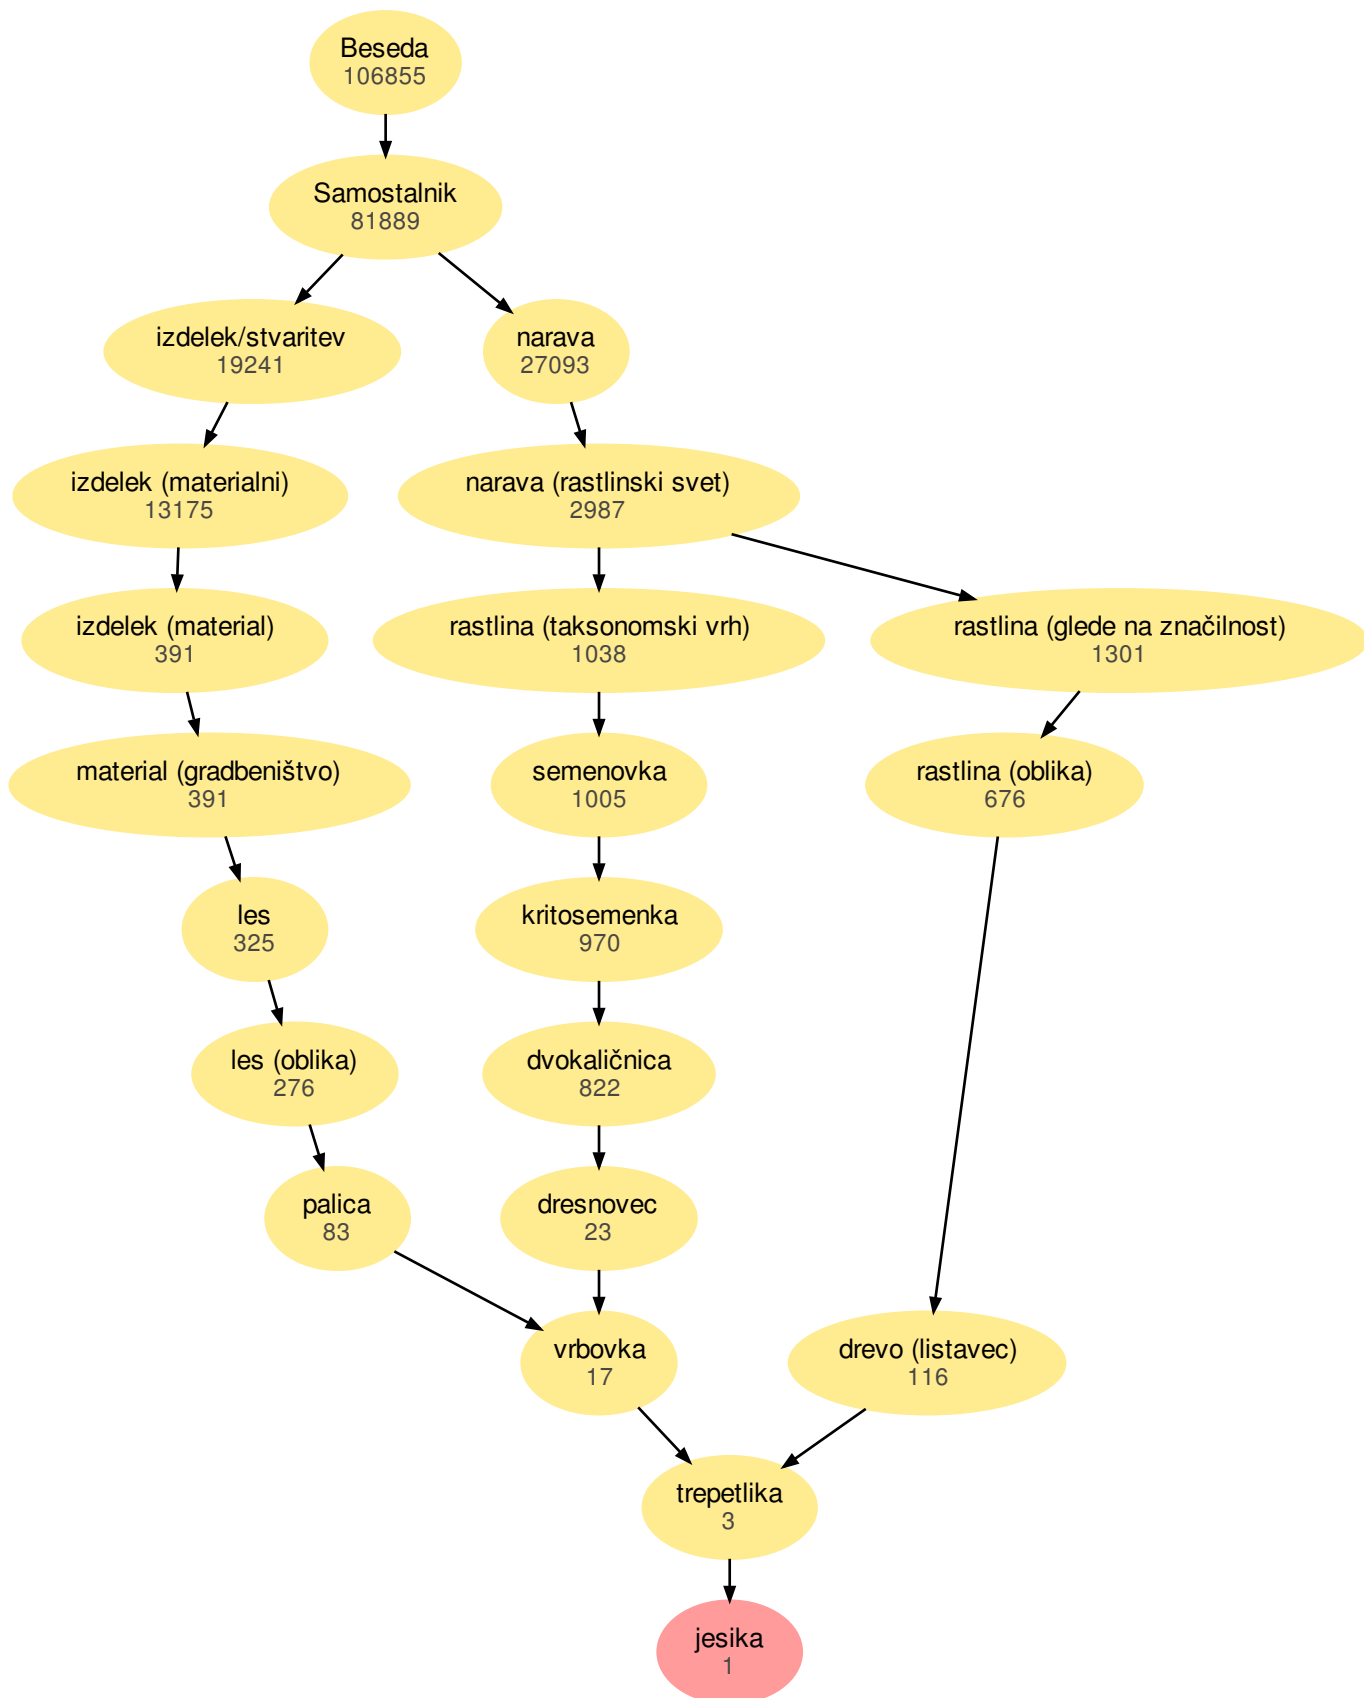 Beseda
106855
Samostalnik
81889
izdelek/stvaritev
19241
narava
27093
izdelek (materialni)
13175
narava (rastlinski svet)
2987
izdelek (material)
391
rastlina (taksonomski vrh)
1038
rastlina (glede na značilnost)
1301
material (gradbeništvo)
391
semenovka
1005
rastlina (oblika)
676
les
325
kritosemenka
970
les (oblika)
276
dvokaličnica
822
palica
83
dresnovec
23
vrbovka
17
drevo (listavec)
116
trepetlika
3
jesika
1